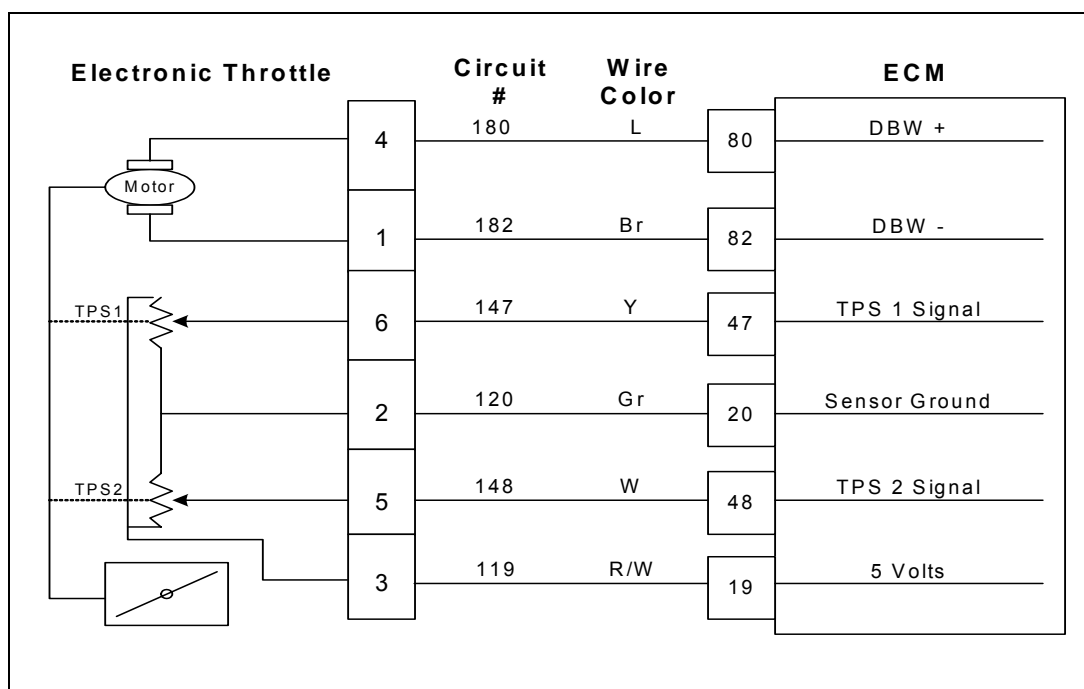 Electronic Throttle
Circuit
#
Wire
Color
ECM
4
180
L
80
DBW +
Motor
1
182
Br
82
DBW -
TPS1
6
147
Y
47
TPS 1 Signal
2
120
Gr
20
Sensor Ground
TPS2
5
148
W
48
TPS 2 Signal
3
119
R/W
19
5 Volts